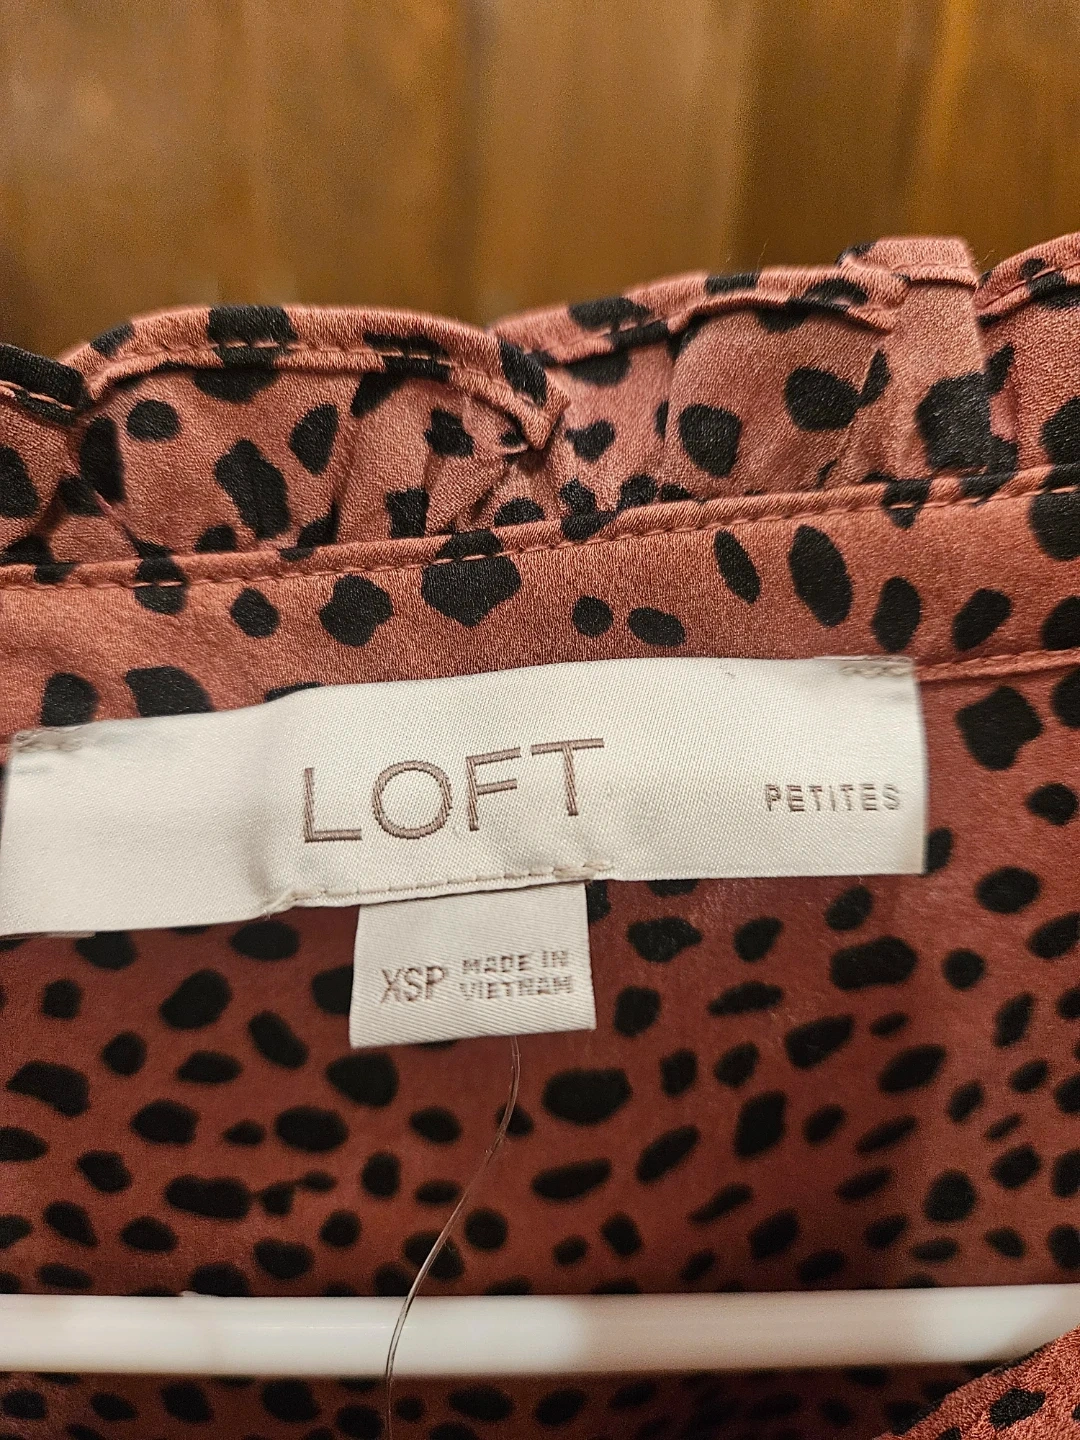 LOFT
PETITES
XSP
MADE IN
VIETNAM